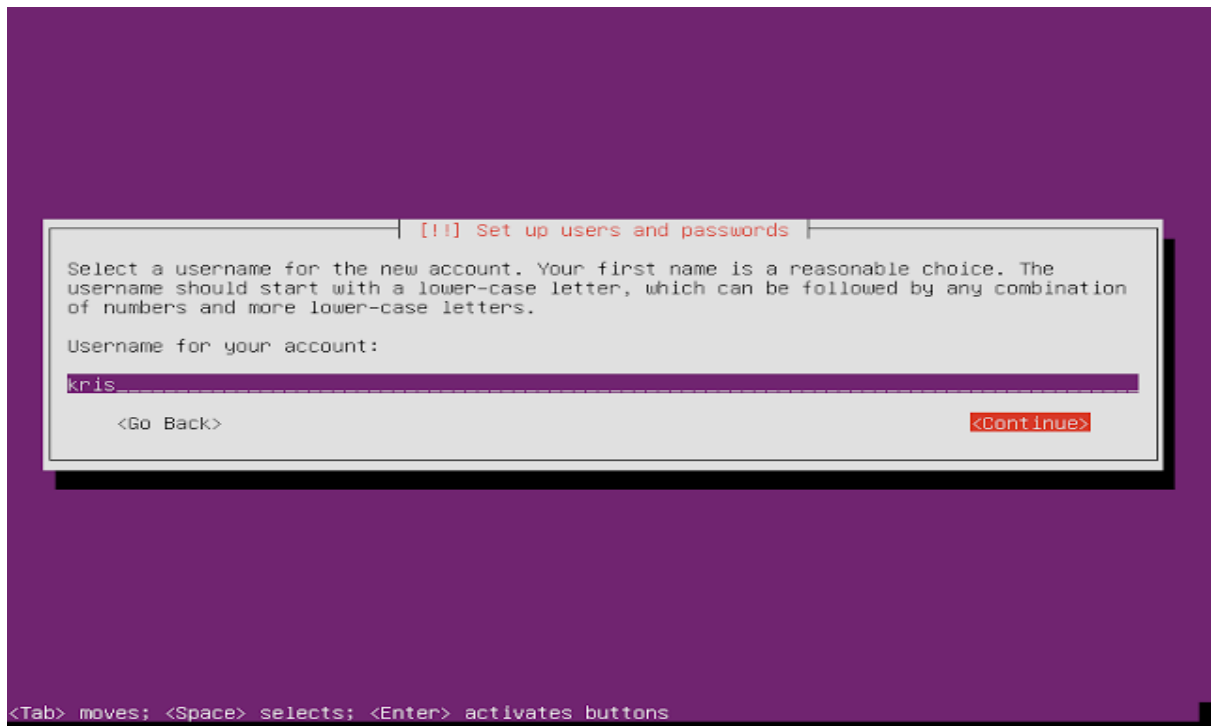 [!!] Set up users and passwords
Select a username for the new account. Your first name is a reasonable choice. The
username should start with a lower-case letter, which can be followed by any combination
of numbers and more lower-case letters.
Username for your account:
kris
<Go Back> <Continue>
<Tab> moves; <Space> selects; <Enter> activates buttons